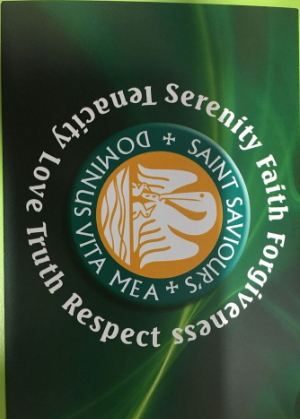 Serenity Faith Forgiveness Respect Truth Love Tenacity
SAINT SAVIOUR'S
DOMINUS VITA MEA